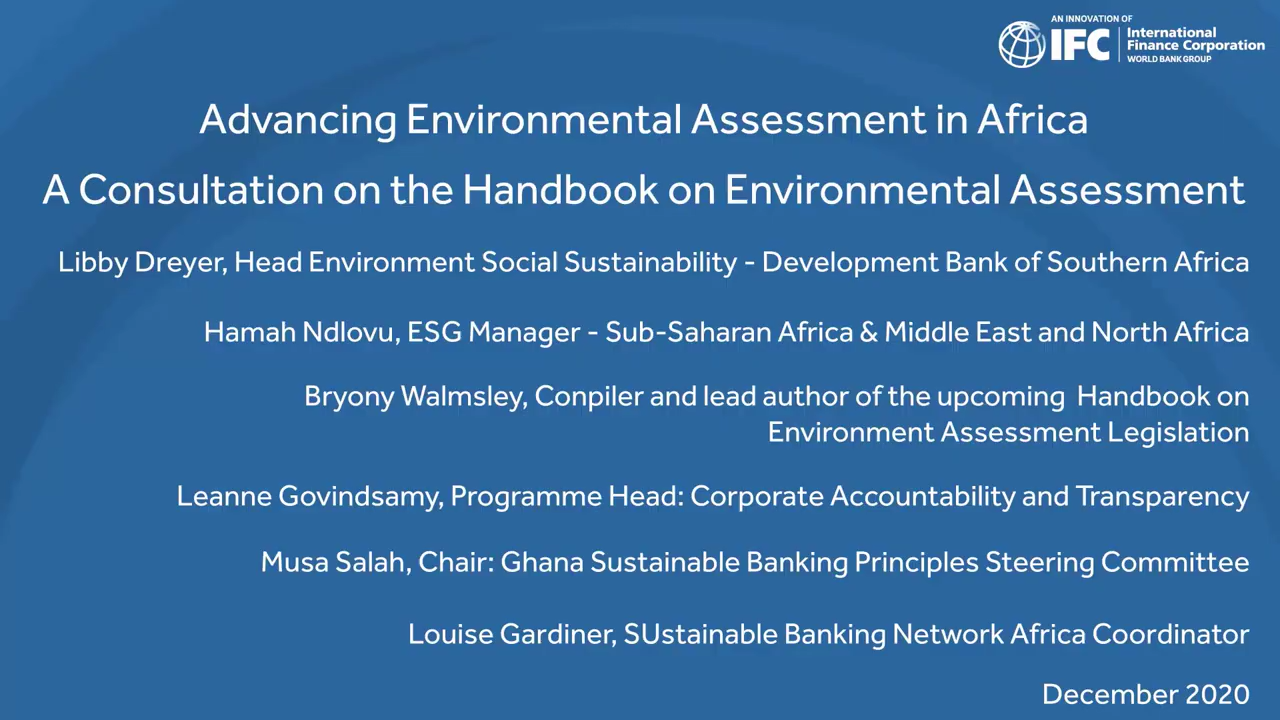 AN INNOVATION OF
IFC
International
Finance Corporation
WORLD BANK GROUP
Advancing Environmental Assessment in Africa
A Consultation on the Handbook on Environmental Assessment
Libby Dreyer, Head Environment Social Sustainability - Development Bank of Southern Africa
Hamah Ndlovu, ESG Manager - Sub-Saharan Africa & Middle East and North Africa
Bryony Walmsley, Conpiler and lead author of the upcoming  Handbook on
Environment Assessment Legislation
Leanne Govindsamy, Programme Head: Corporate Accountability and Transparency
Musa Salah, Chair: Ghana Sustainable Banking Principles Steering Committee
Louise Gardiner, SUstainable Banking Network Africa Coordinator
December 2020